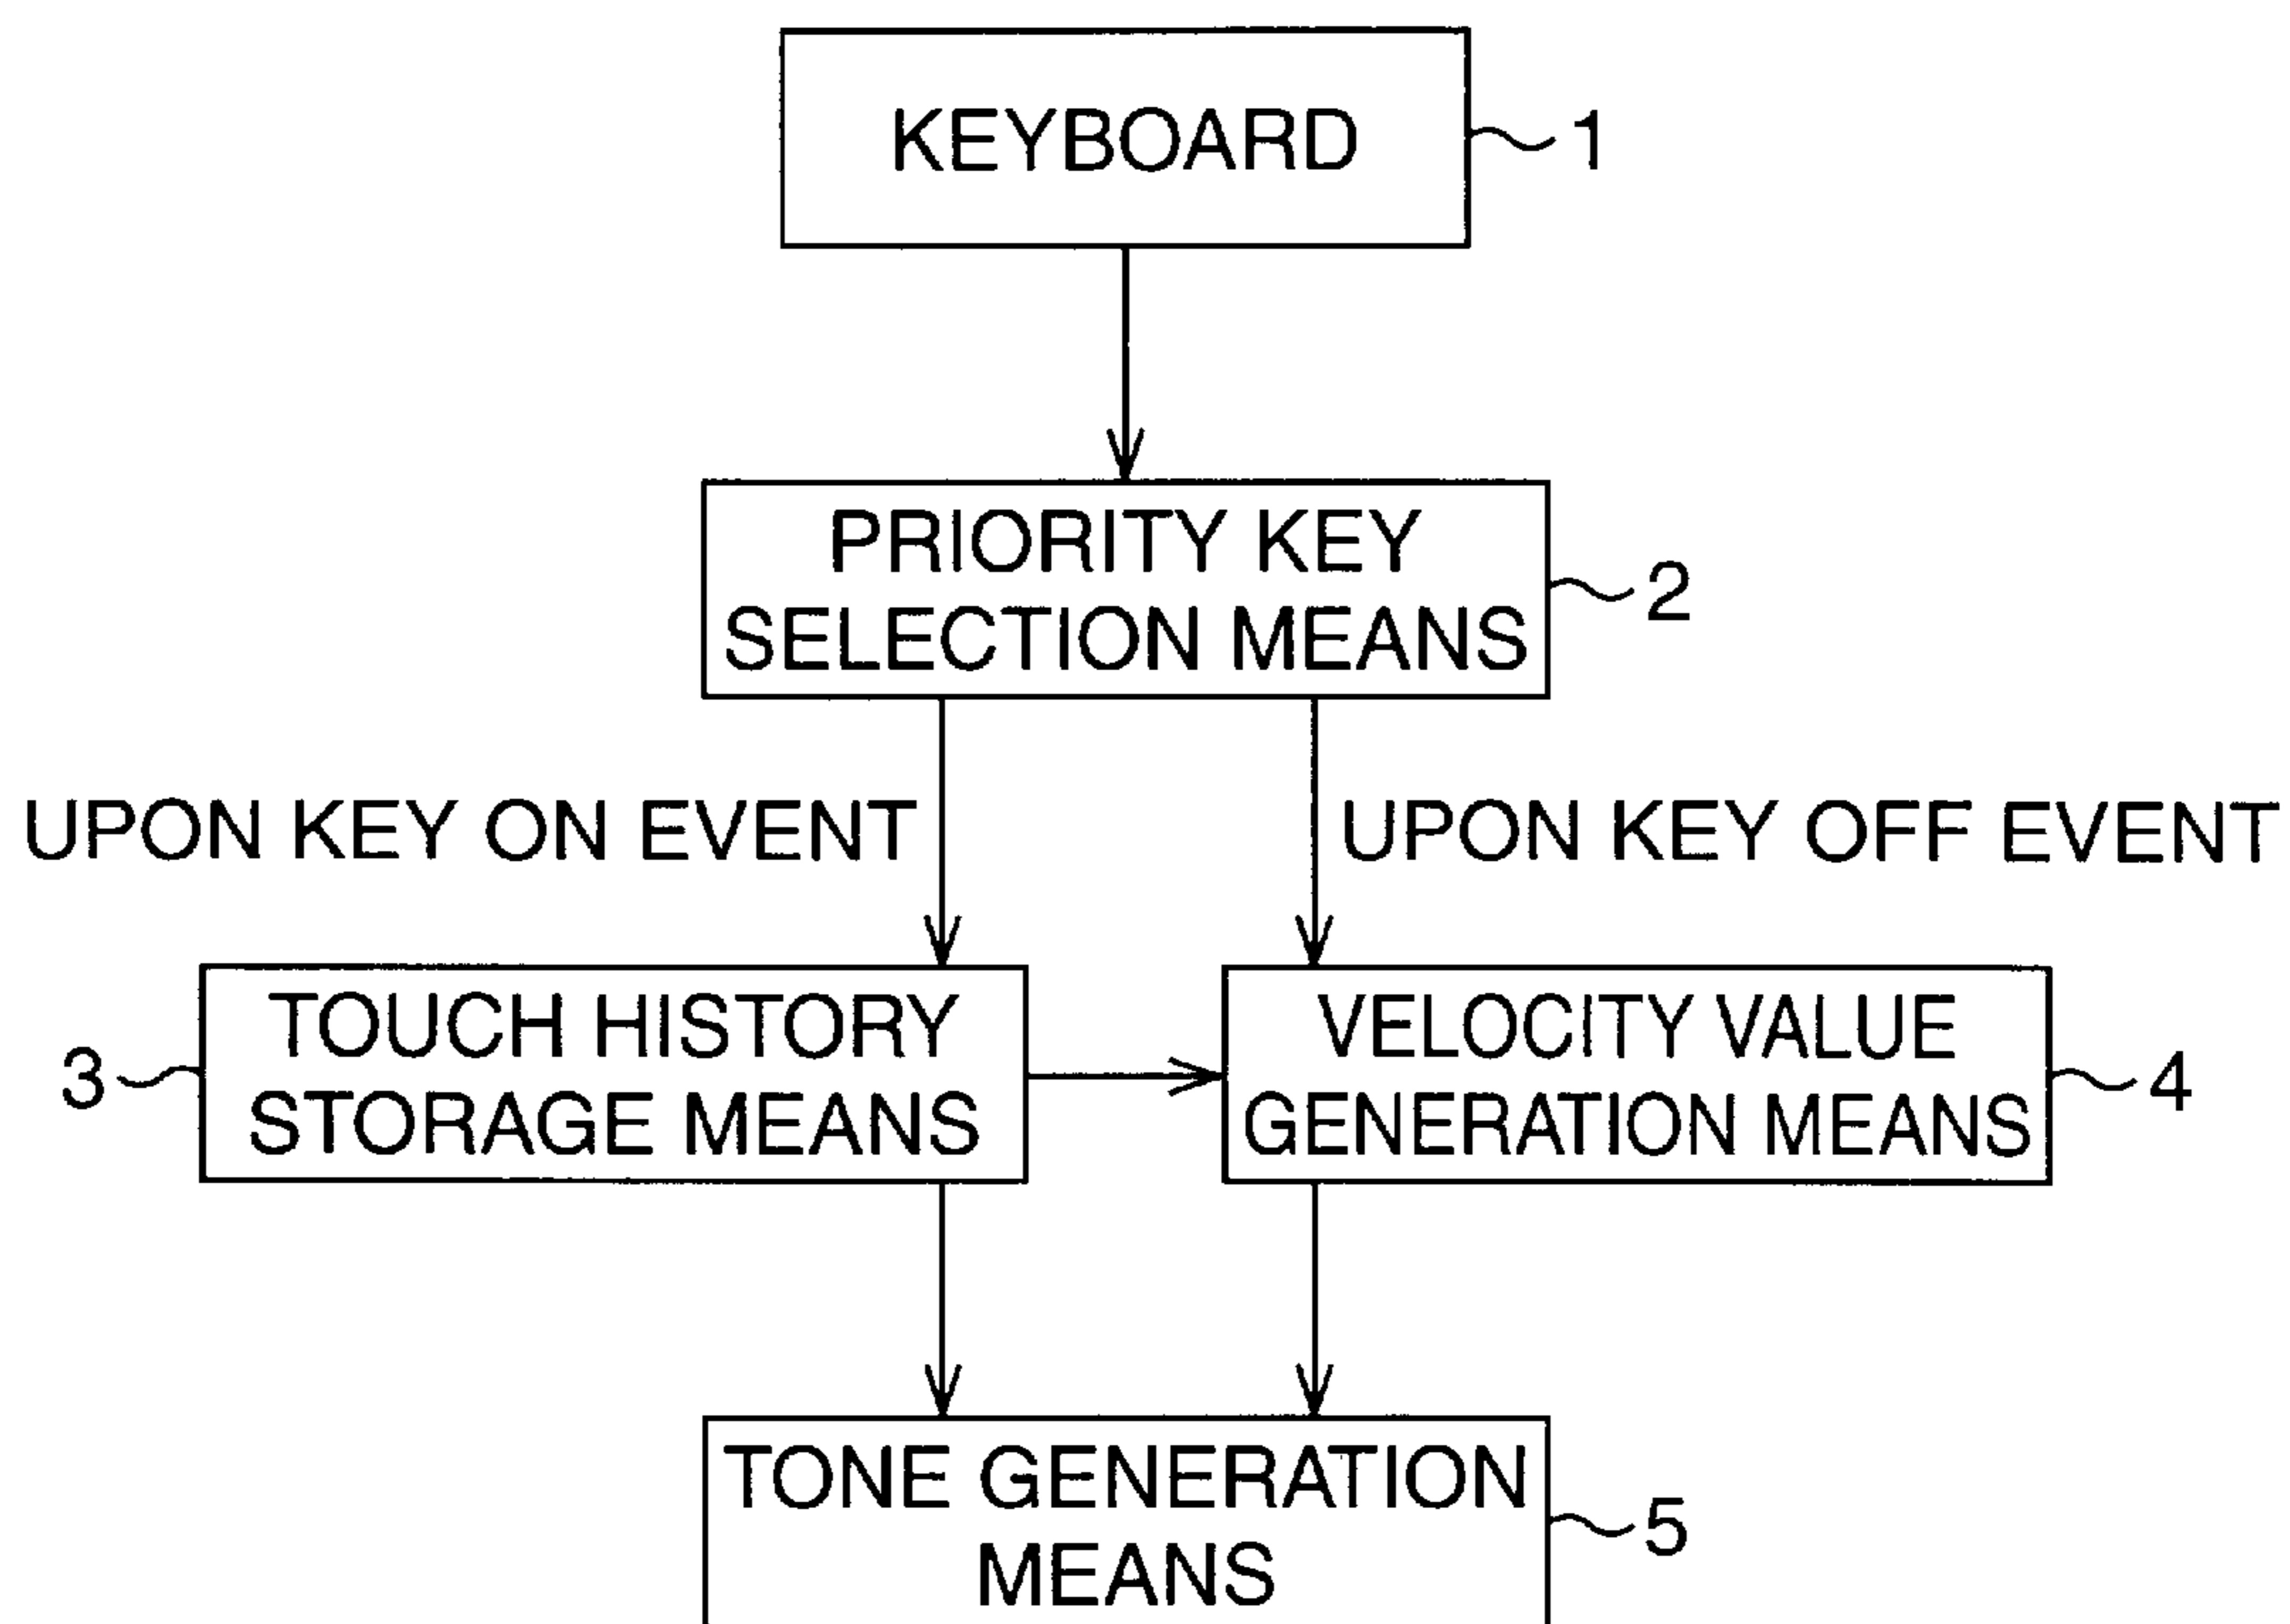 KEYBOARD
1
PRIORITY KEY
SELECTION MEANS
2
UPON KEY ON EVENT
UPON KEY OFF EVENT
3
TOUCH HISTORY
STORAGE MEANS
VELOCITY VALUE
GENERATION MEANS
4
TONE GENERATION
MEANS
5